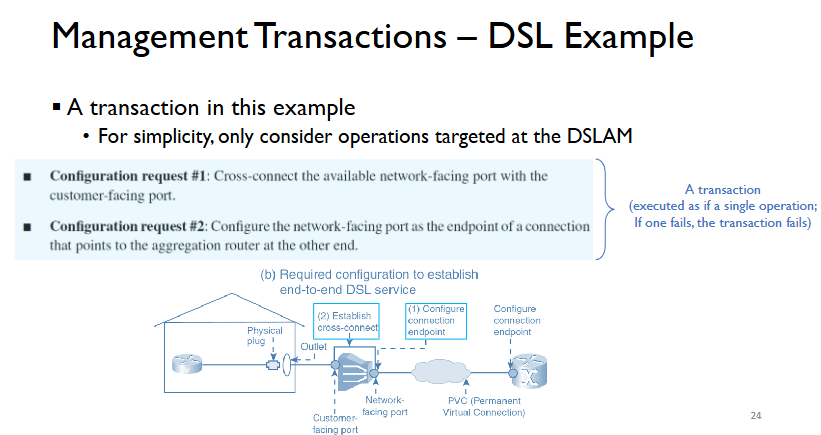 Management Transactions – DSL Example
▪ A transaction in this example
• For simplicity, only consider operations targeted at the DSLAM
■ Configuration request #1: Cross-connect the available network-facing port with the
customer-facing port.
■ Configuration request #2: Configure the network-facing port as the endpoint of a connection
that points to the aggregation router at the other end.
A transaction
(executed as if a single operation;
If one fails, the transaction fails)
(b) Required configuration to establish
end-to-end DSL service
(2) Establish
cross-connect
(1) Configure
connection
endpoint
Configure
connection
endpoint
Physical
plug
Outlet
Customer-
facing port
Network-
facing port
PVC (Permanent
Virtual Connection)
24